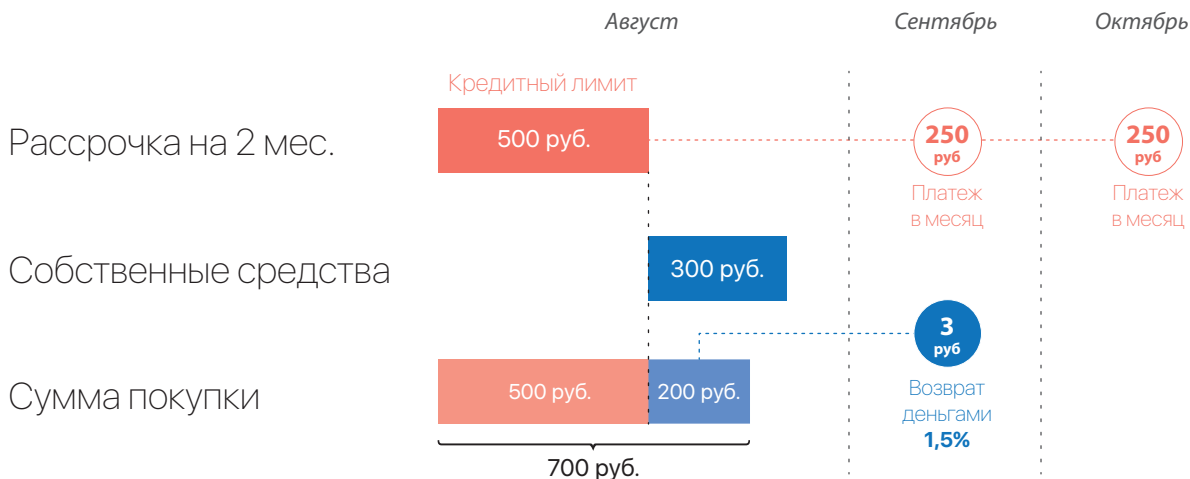 Август
Сентябрь
Октябрь
Кредитный лимит
Рассрочка на 2 мес.
500 руб.
250
руб
250
руб
Платеж
в месяц
Платеж
в месяц
Собственные средства
300 руб.
3
руб
Сумма покупки
500 руб.
200 руб.
Возврат
деньгами
1,5%
700 руб.